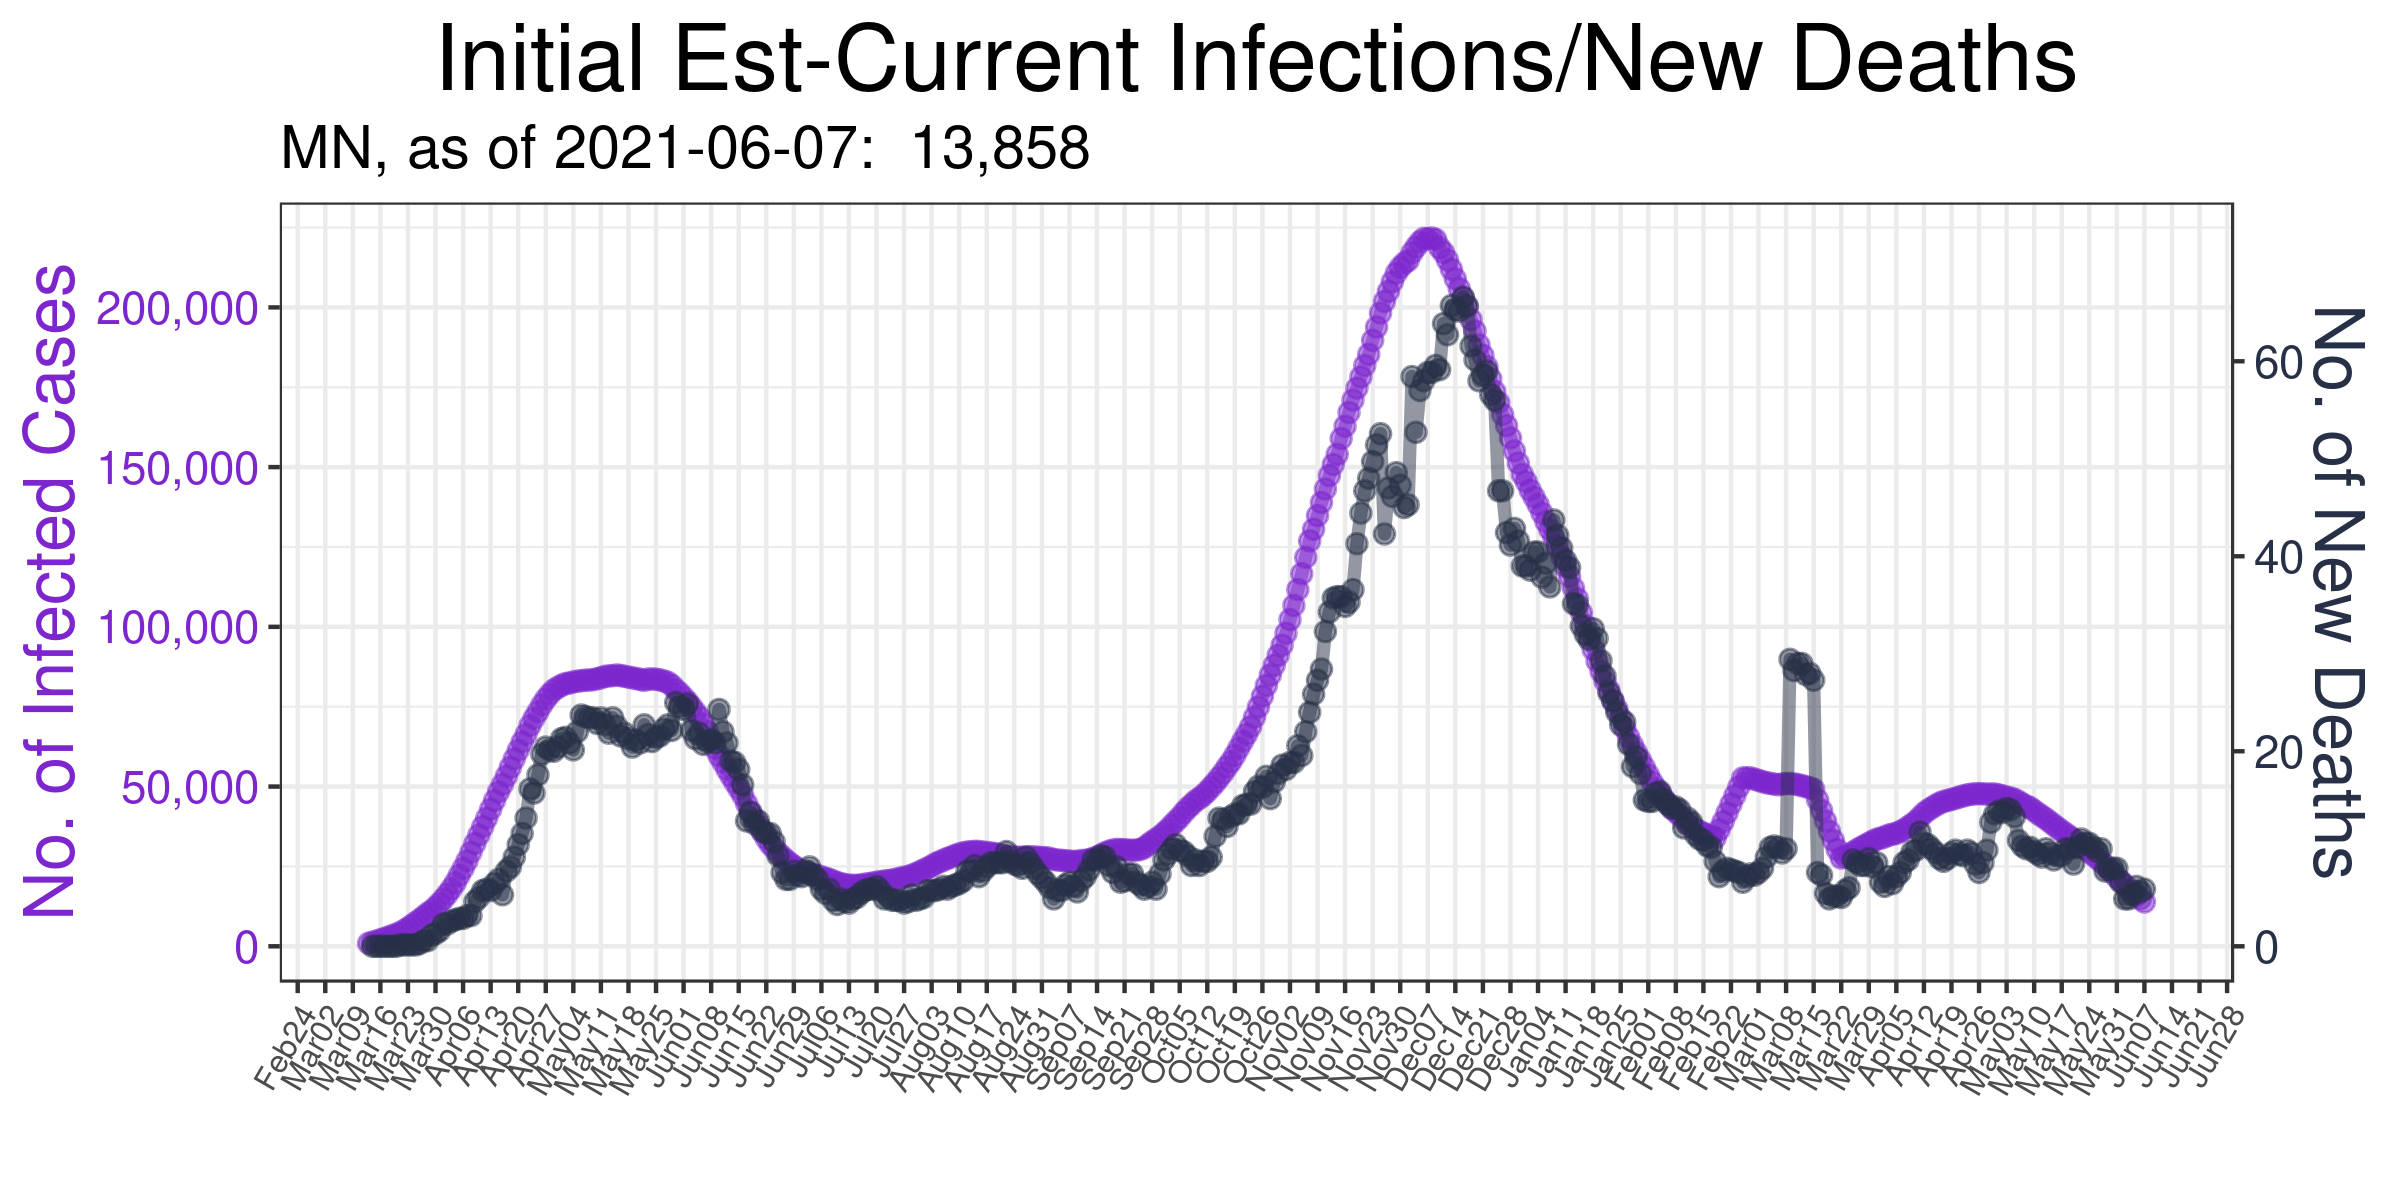 Initial Est-Current Infections/New Deaths
MN, as of 2021-06-07:  13,858
No. of Infected Cases
200,000
150,000
100,000
50,000
0
60
40
20
0
No. of New Deaths
Feb24
Mar02
Mar09
Mar16
Mar23
Mar30
Apr06
Apr13
Apr20
Apr27
May04
May11
May18
May25
Jun01
Jun08
Jun15
Jun22
Jun29
Jul06
Jul13
Jul20
Jul27
Aug03
Aug10
Aug17
Aug24
Aug31
Sep07
Sep14
Sep21
Sep28
Oct05
Oct12
Oct19
Oct26
Nov02
Nov09
Nov16
Nov23
Nov30
Dec07
Dec14
Dec21
Dec28
Jan04
Jan11
Jan18
Jan25
Feb01
Feb08
Feb15
Feb22
Mar01
Mar08
Mar15
Mar22
Mar29
Apr05
Apr12
Apr19
Apr26
May03
May10
May17
May24
May31
Jun07
Jun14
Jun21
Jun28